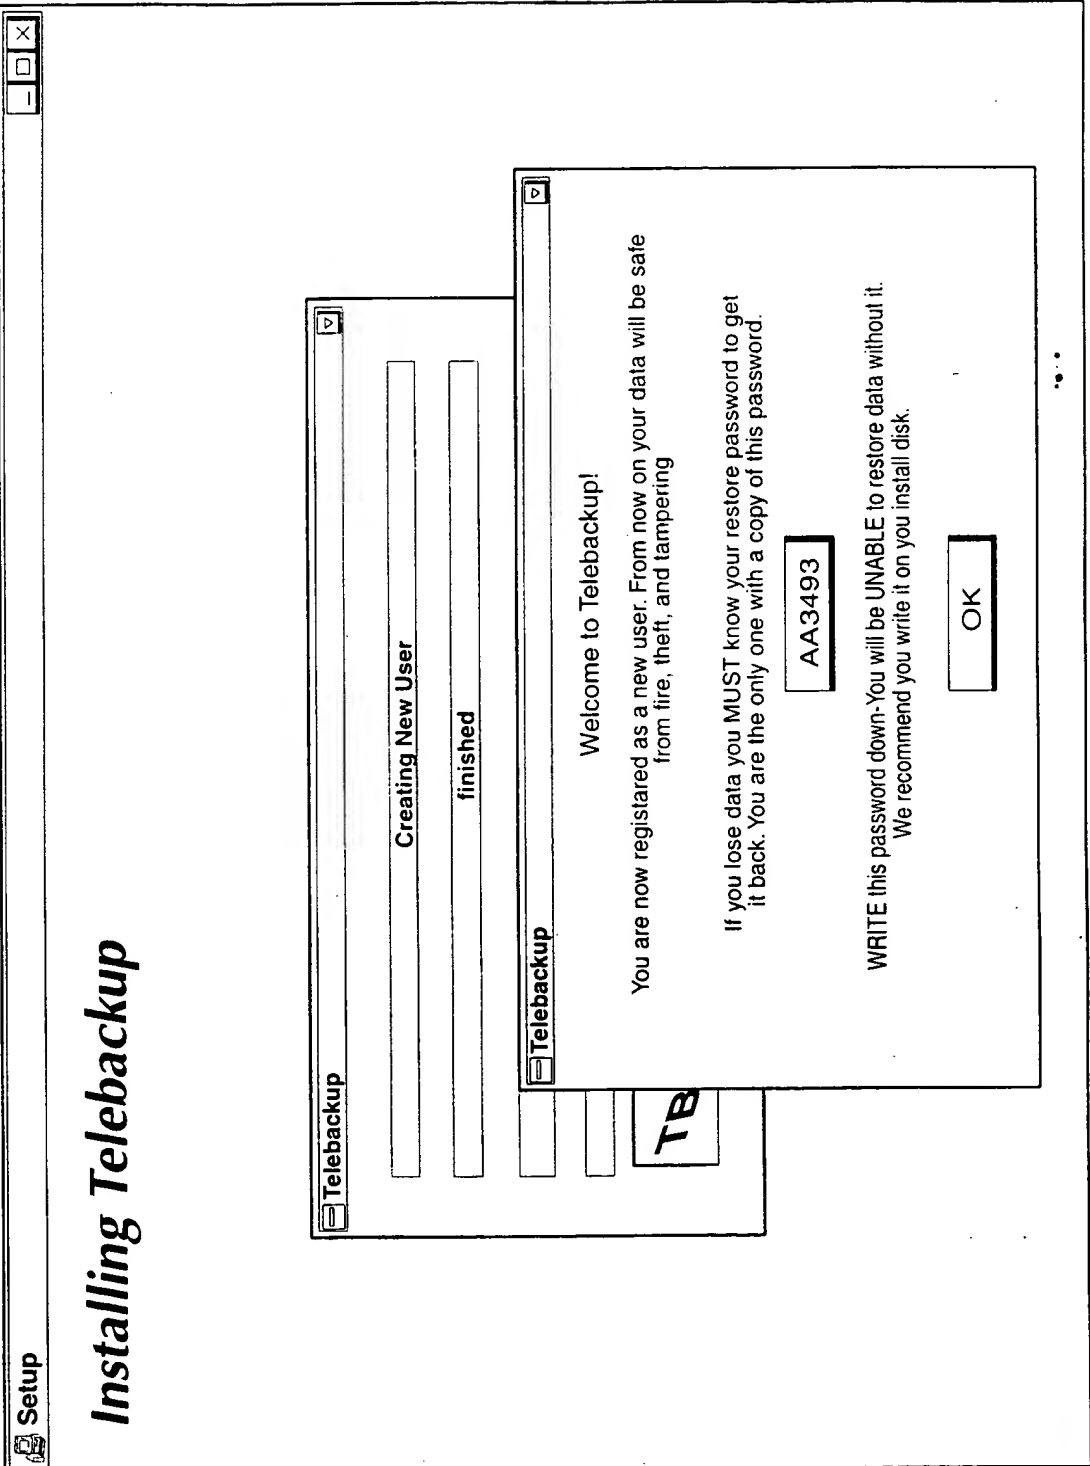 Setup
Installing Telebackup
Telebackup
Creating New User
finished
TB
Telebackup
Welcome to Telebackup!
You are now registared as a new user. From now on your data will be safe
from fire, theft, and tampering
If you lose data you MUST know your restore password to get
it back. You are the only one with a copy of this password.
AA3493
WRITE this password down-You will be UNABLE to restore data without it.
We recommend you write it on you install disk.
OK